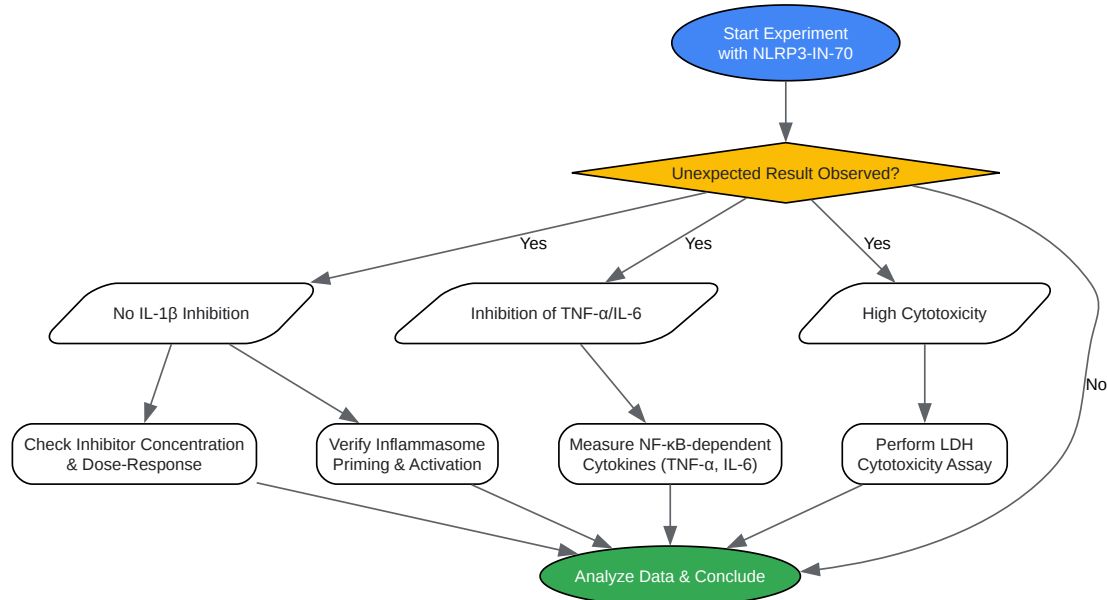 Start Experiment
with NLRP3-IN-70
Unexpected Result Observed?
Yes
Yes
Yes
No IL-1β Inhibition
Inhibition of TNF-α/IL-6
High Cytotoxicity
No
Check Inhibitor Concentration
& Dose-Response
Verify Inflammasome
Priming & Activation
Measure NF-κB-dependent
Cytokines (TNF-α, IL-6)
Perform LDH
Cytotoxicity Assay
Analyze Data & Conclude